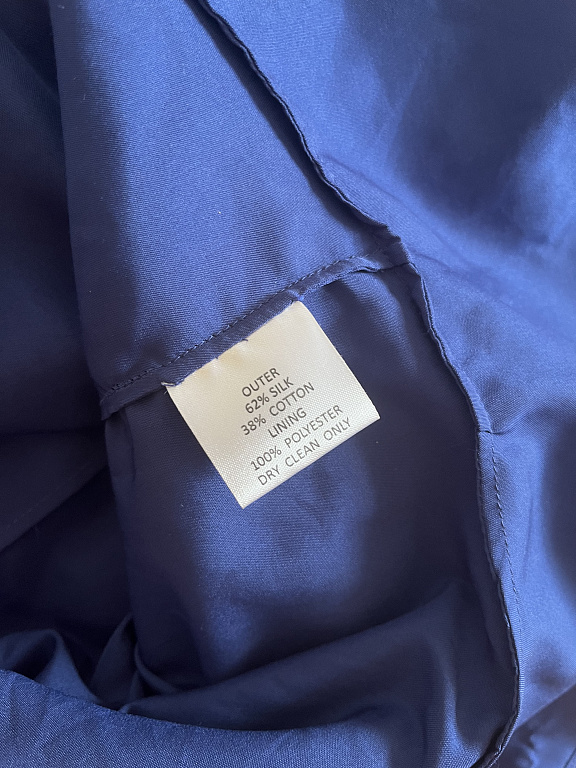 OUTER
62% SILK
38% COTTON
LINING
100% POLYESTER
DRY CLEAN ONLY